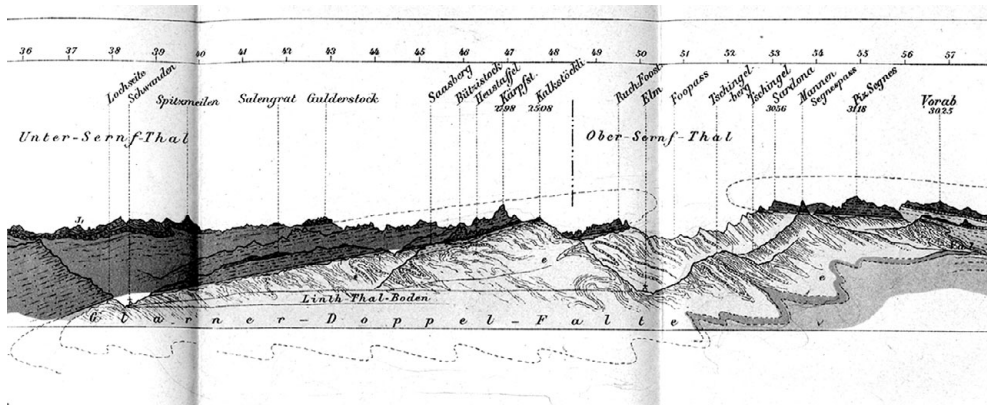 36 37 38 39 40 41 42 43 44 45 46 47 48 49 50 51 52 53 54 55 56 57
Lochseite
Schwanden
Spitzmeilen
Salengrat
Gulderstock
Saasberg
Bützistock
Heustaffel
Kärpfst.
2798
Kalkstöckli
2508
Elm
Foopass
Tschingel-
berg
Tschingel
Sardona
3056
Mannen
Segnespass
Piz Segnes
3118
Vorab
3025
Unter-Sernf-Thal
Ober-Sernf-Thal
J,
e
e
Linth Thal-Boden
Glarner-Doppel-Falte
v